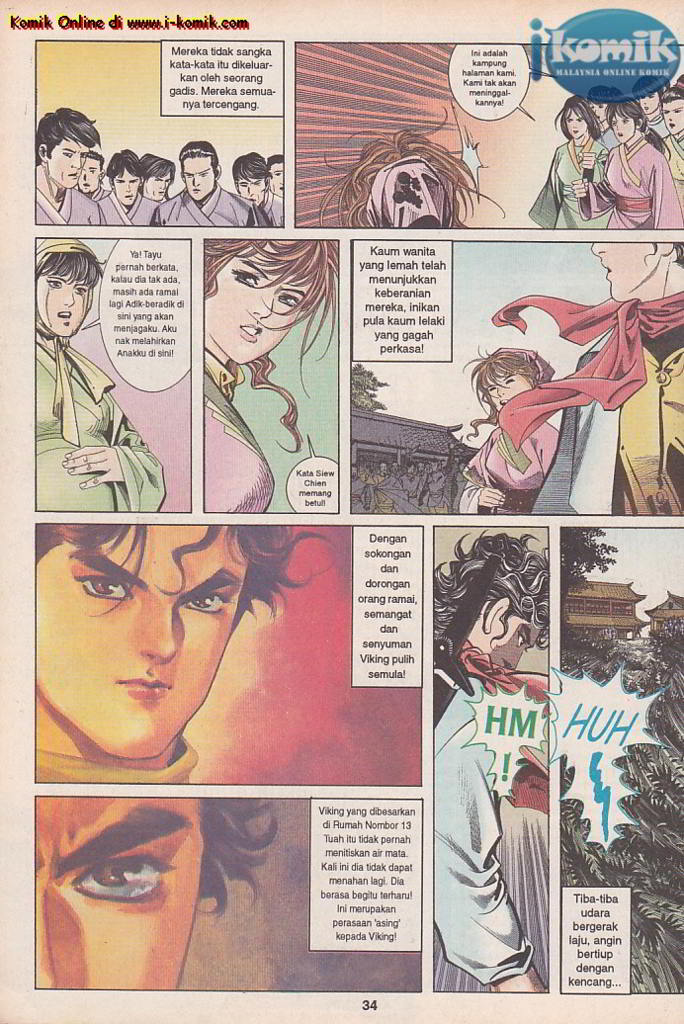 Komik Online di www.i-komik.com
ikomik
MALAYSIA ONLINE KOMIK
Mereka tidak sangka
kata-kata itu dikeluar-
kan oleh seorang
gadis. Mereka semua-
nya tercengang.
Ini adalah
kampung
halaman kami.
Kami tak akan
meninggal-
kannya!
Ya! Tayu
pernah berkata,
kalau dia tak ada,
masih ada ramai
lagi Adik-beradik di
sini yang akan
menjagaku. Aku
nak melahirkan
Anakku di sini!
Kata Siew
Chien
memang
betul!
Kaum wanita
yang lemah telah
menunjukkan
keberanian
mereka, inikan
pula kaum lelaki
yang gagah
perkasa!
Dengan
sokongan
dan
dorongan
orang ramai,
semangat
dan
senyuman
Viking pulih
semula!
HM
!
HUH
Viking yang dibesarkan
di Rumah Nombor 13
Tuah itu tidak pernah
menitiskan air mata.
Kali ini dia tidak dapat
menahan lagi. Dia
berasa begitu terharu!
Ini merupakan
perasaan 'asing'
kepada Viking!
Tiba-tiba
udara
bergerak
laju, angin
bertiup
dengan
kencang...
34